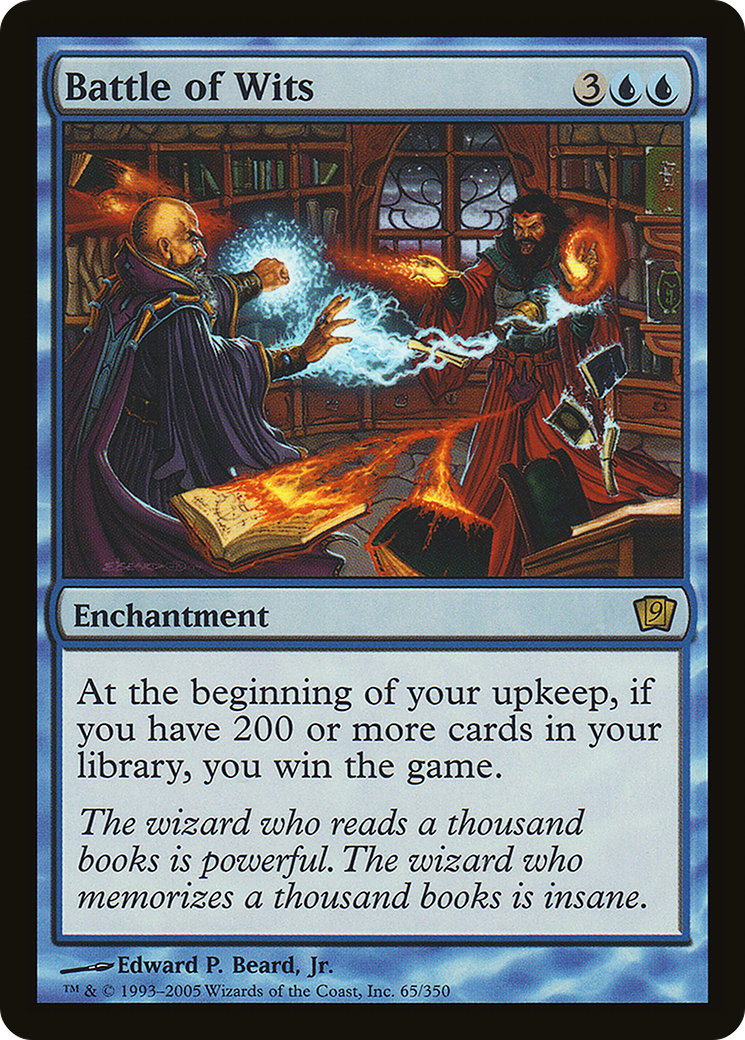 Battle of Wits
3
E.BEARD
Enchantment
9
At the beginning of your upkeep, if
you have 200 or more cards in your
library, you win the game.
The wizard who reads a thousand
books is powerful. The wizard who
memorizes a thousand books is insane.
Edward P. Beard, Jr.
™ & © 1993–2005 Wizards of the Coast, Inc. 65/350